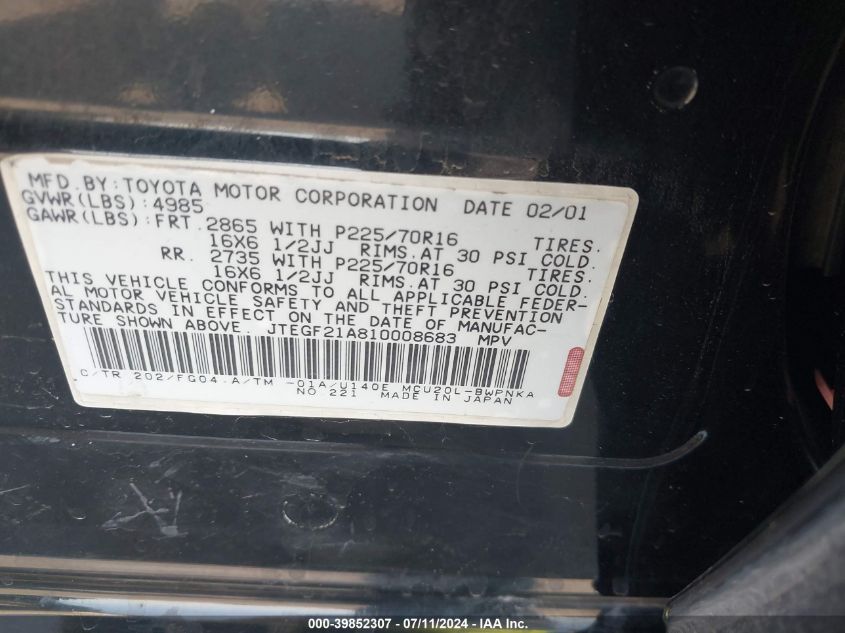 MFD.BY:TOYOTA MOTOR CORPORATION DATE 02/01
GVWR(LBS):4985
GAWR(LBS):FRT. 2865 WITH P225/70R16 TIRES.
16X6 1/2JJ RIMS.AT 30 PSI COLD.
RR. 2735 WITH P225/70R16 TIRES.
16X6 1/2JJ RIMS.AT 30 PSI COLD.
THIS VEHICLE CONFORMS TO ALL APPLICABLE FEDER-
AL MOTOR VEHICLE SAFETY AND THEFT PREVENTION
STANDARDS IN EFFECT ON THE DATE OF MANUFAC-
TURE SHOWN ABOVE. JTEGF21A810008683 MPV
C/TR 202/FG04 A/TM -01A/U140E MCU20L-BWPNKA
NO.221 MADE IN JAPAN
000-39852307 - 07/11/2024 - IAA Inc.